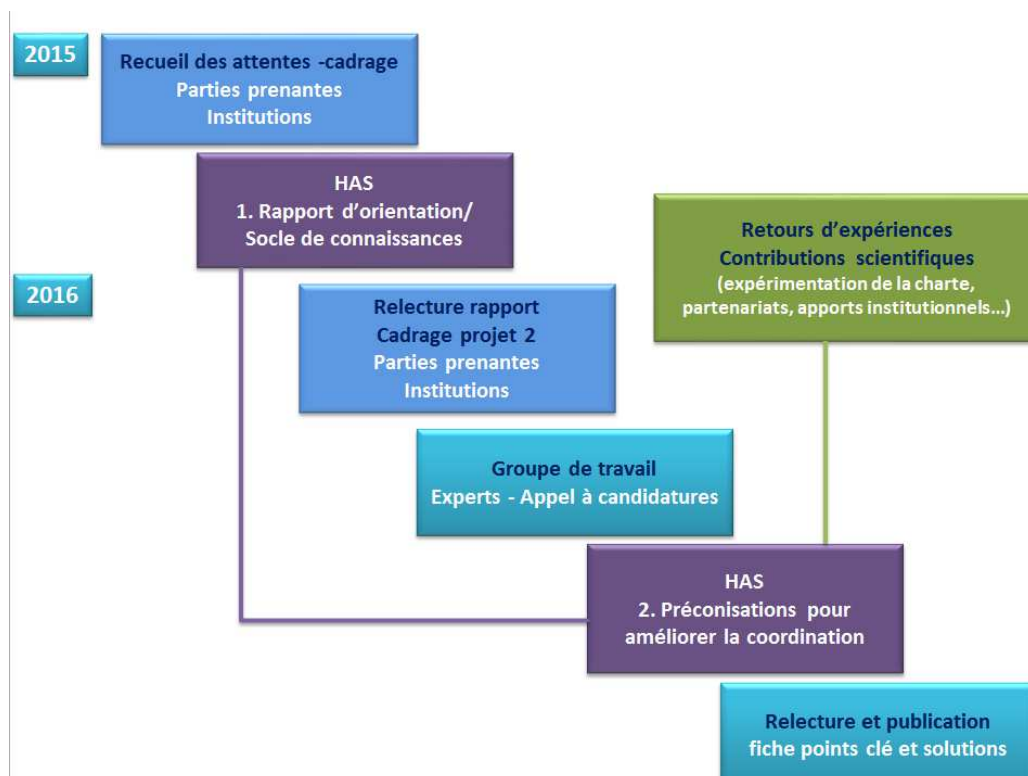 2015
Recueil des attentes -cadrage
Parties prenantes
Institutions
HAS
1. Rapport d’orientation/
Socle de connaissances
Retours d’expériences
Contributions scientifiques
(expérimentation de la charte,
partenariats, apports institutionnels...)
2016
Relecture rapport
Cadrage projet 2
Parties prenantes
Institutions
Groupe de travail
Experts - Appel à candidatures
HAS
2. Préconisations pour
améliorer la coordination
Relecture et publication
fiche points clé et solutions